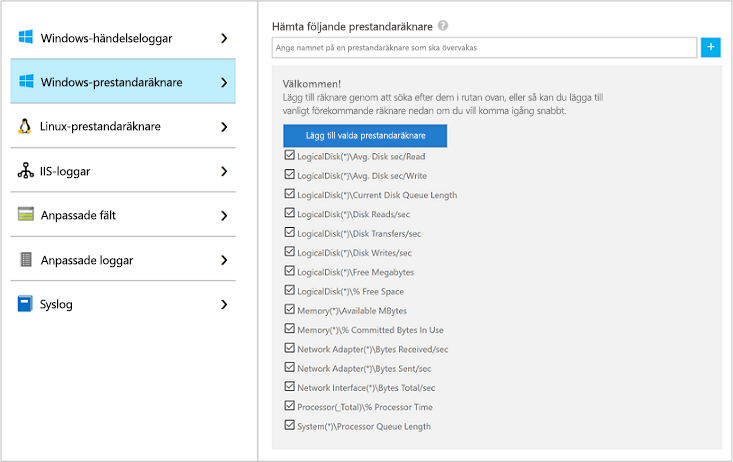 Windows-händelseloggar
Windows-prestandaräknare
Linux-prestandaräknare
IIS-loggar
Anpassade fält
Anpassade loggar
Syslog
Hämta följande prestandaräknare ?
Ange namnet på en prestandaräknare som ska övervakas
+
Välkommen!
Lägg till räknare genom att söka efter dem i rutan ovan, eller så kan du lägga till
vanligt förekommande räknare nedan om du vill komma igång snabbt.
Lägg till valda prestandaräknare
LogicalDisk(*)\Avg. Disk sec/Read
LogicalDisk(*)\Avg. Disk sec/Write
LogicalDisk(*)\Current Disk Queue Length
LogicalDisk(*)\Disk Reads/sec
LogicalDisk(*)\Disk Transfers/sec
LogicalDisk(*)\Disk Writes/sec
LogicalDisk(*)\Free Megabytes
LogicalDisk(*)\% Free Space
Memory(*)\Available MBytes
Memory(*)\% Committed Bytes In Use
Network Adapter(*)\Bytes Received/sec
Network Adapter(*)\Bytes Sent/sec
Network Interface(*)\Bytes Total/sec
Processor(_Total)\% Processor Time
System(*)\Processor Queue Length